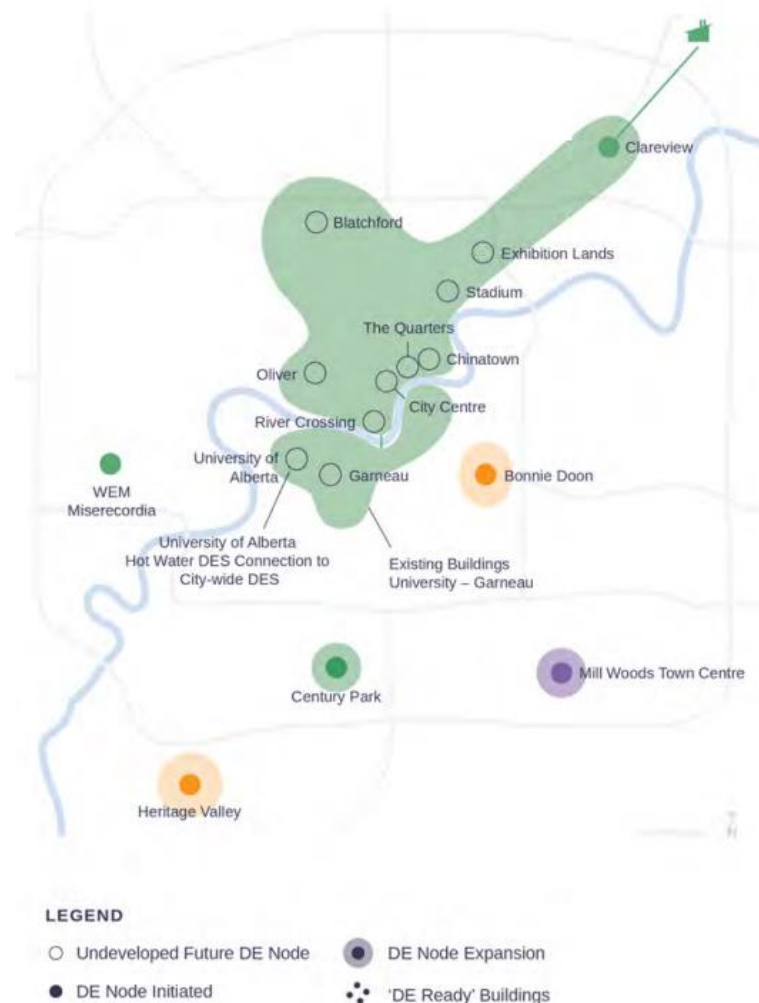 Clareview
Blatchford
Exhibition Lands
Stadium
The Quarters
Chinatown
Oliver
City Centre
River Crossing
University of
Alberta
Garneau
Bonnie Doon
WEM
Miserecordia
University of Alberta
Hot Water DES Connection to
City-wide DES
Existing Buildings
University – Garneau
Century Park
Mill Woods Town Centre
Heritage Valley
LEGEND
Undeveloped Future DE Node
DE Node Expansion
DE Node Initiated
‘DE Ready’ Buildings